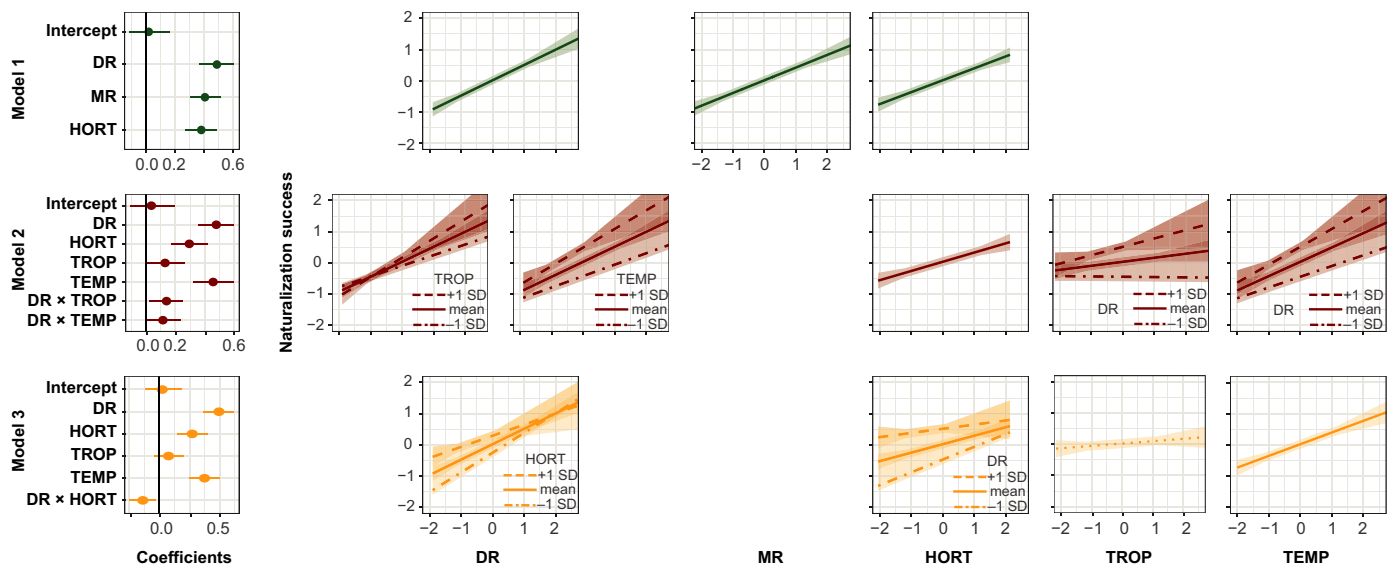 Model 1
Intercept
DR
MR
HORT
0.0 0.2 0.6
2
1
0
−1
−2
−2 −1 0 1 2
Naturalization success
Model 2
Intercept
DR
HORT
TROP
TEMP
DR × TROP
DR × TEMP
0.0 0.2 0.6
2
1
0
−1
−2
TROP
+1 SD
mean
−1 SD
TEMP
+1 SD
mean
−1 SD
DR
+1 SD
mean
−1 SD
DR
+1 SD
mean
−1 SD
Model 3
Intercept
DR
HORT
TROP
TEMP
DR × HORT
0.0 0.5
2
1
0
−1
−2
HORT
+1 SD
mean
−1 SD
−2 −1 0 1 2
DR
+1 SD
mean
−1 SD
−2 −1 0 1 2
−2 −1 0 1 2
−2 −1 0 1 2
Coefficients
DR
MR
HORT
TROP
TEMP